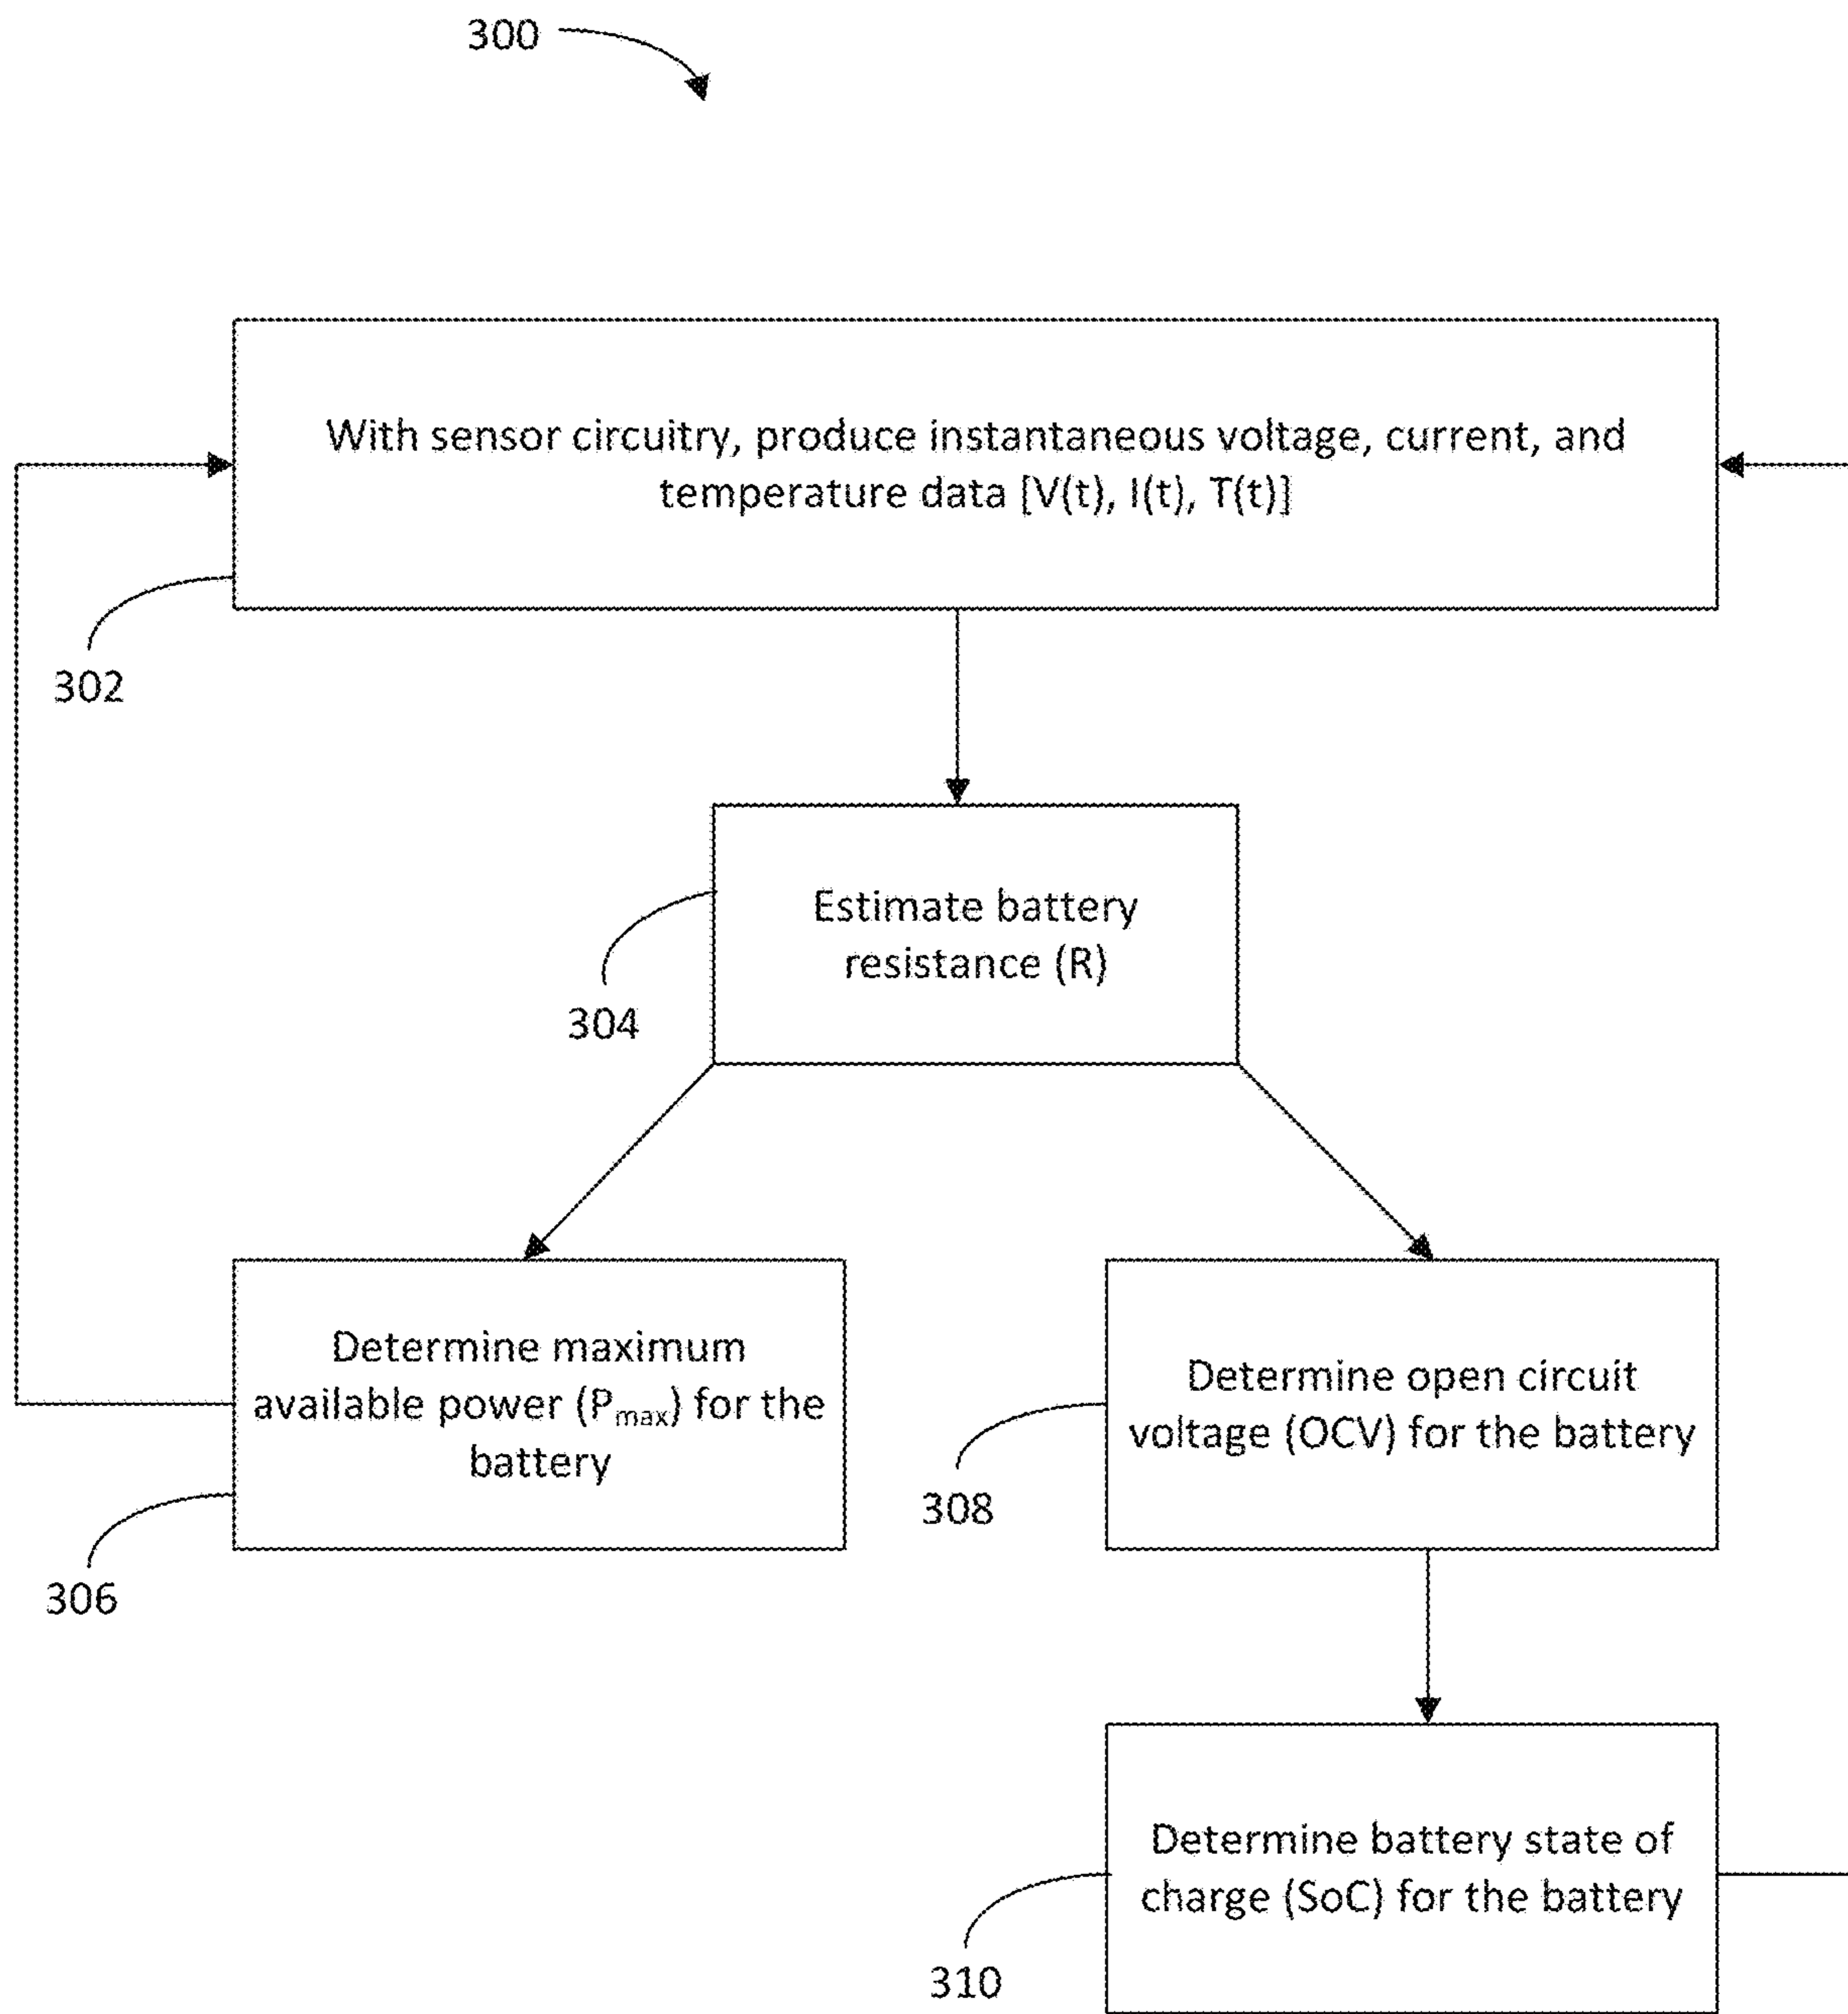 300
With sensor circuitry, produce instantaneous voltage, current, and
temperature data [V(t), I(t), T(t)]
302
Estimate battery
resistance (R)
304
Determine maximum
available power (Pmax) for the
battery
306
Determine open circuit
voltage (OCV) for the battery
308
Determine battery state of
charge (SoC) for the battery
310